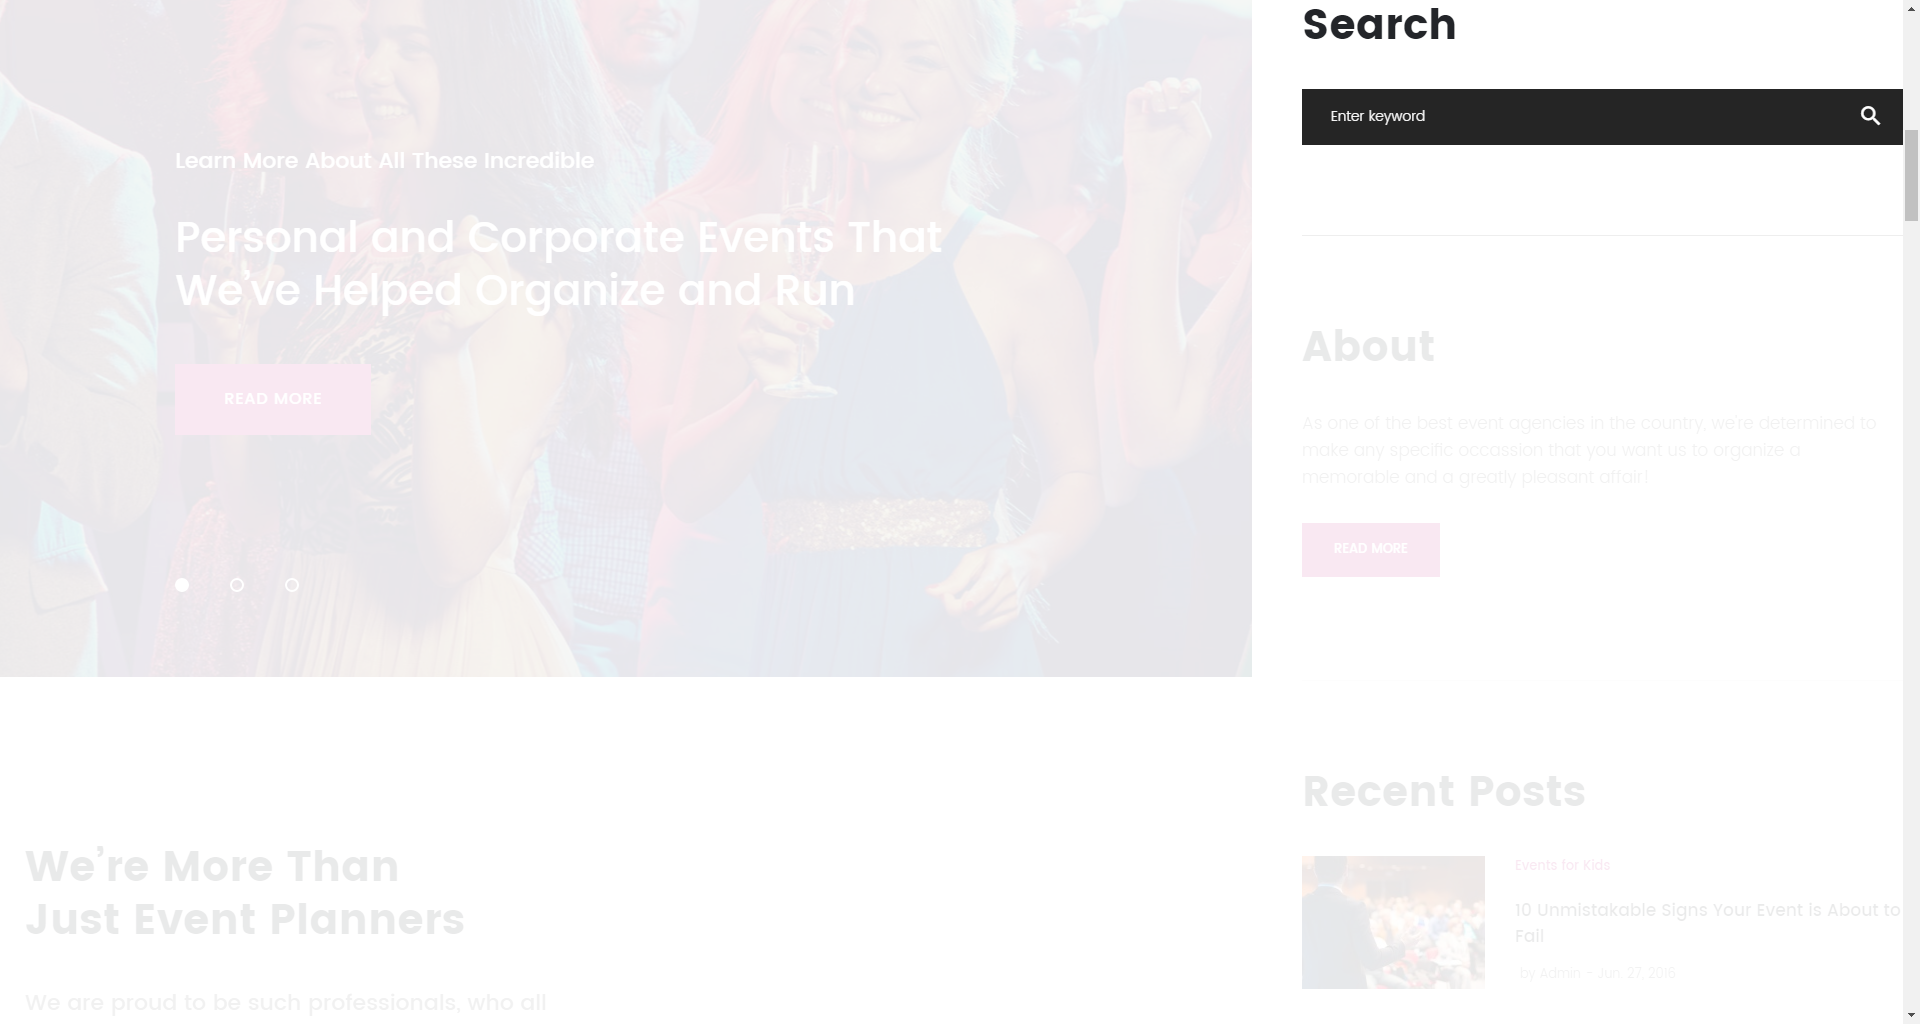 Search
Enter keyword
Learn More About All These Incredible
Personal and Corporate Events That
We’ve Helped Organize and Run
READ MORE
About
As one of the best event agencies in the country, we’re determined to
make any specific occassion that you want us to organize a
memorable and a greatly pleasant affair!
READ MORE
We’re More Than
Just Event Planners
We are proud to be such professionals, who all
Recent Posts
Events for Kids
10 Unmistakable Signs Your Event is About to
Fail
by Admin - Jun. 27, 2016